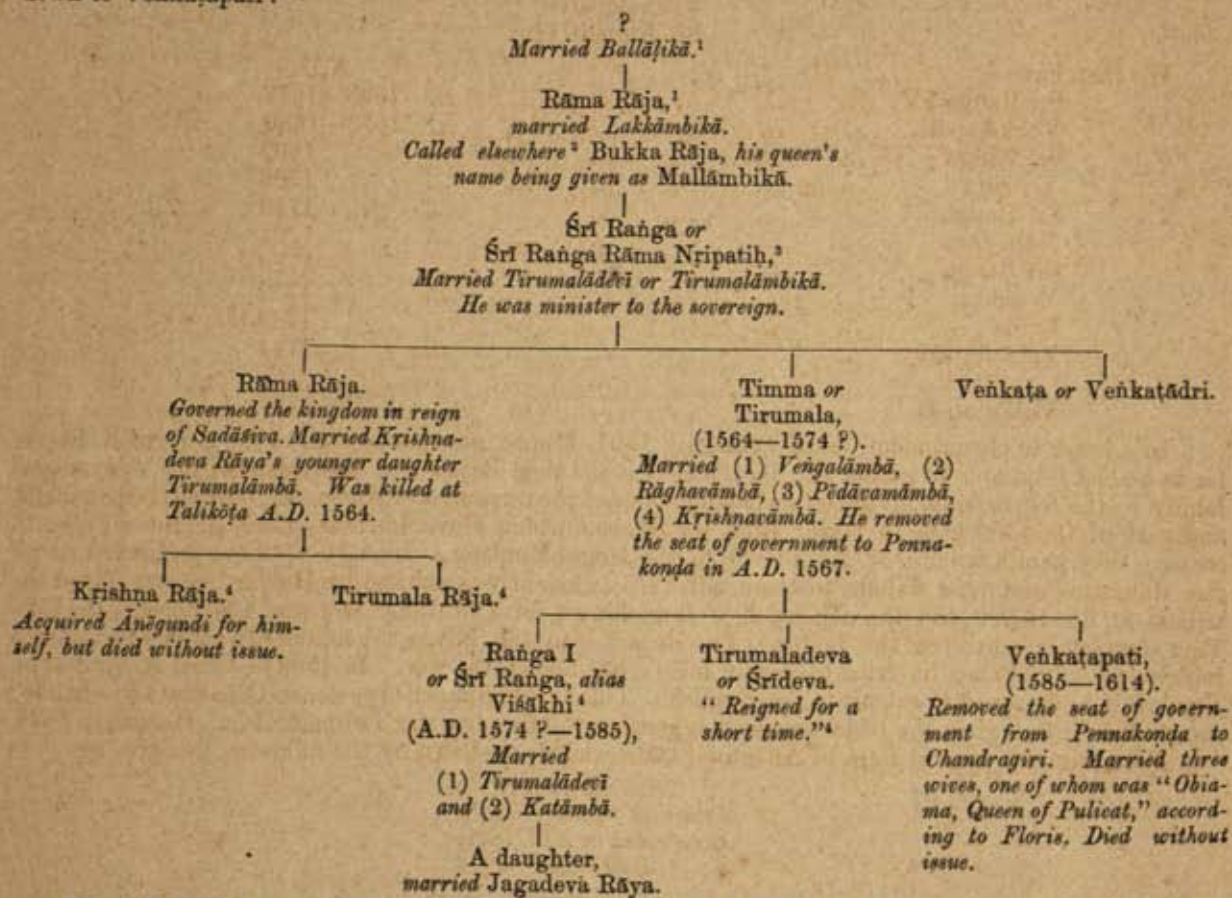 ?
Married Ballāḷikā.¹
Rāma Rāja,¹
married Lakkāmbikā.
Called elsewhere ² Bukka Rāja, his queen's
name being given as Mallāmbikā.
Śrī Raṅga or
Śrī Raṅga Rāma Nṛipatiḥ,³
Married Tirumalādēvī or Tirumalāmbikā.
He was minister to the sovereign.
Rāma Rāja.
Governed the kingdom in reign
of Sadāśiva. Married Krishna-
deva Rāya's younger daughter
Tirumalāmbā. Was killed at
Talikōṭa A.D. 1564.
Timma or
Tirumala,
(1564—1574 ?).
Married (1) Veṅgalāmbā, (2)
Rāghavāmbā, (3) Pēdāvamāmbā,
(4) Kṛishṇavāmbā. He removed
the seat of government to Penna-
koṇḍa in A.D. 1567.
Veṅkaṭa or Veṅkaṭādri.
Kṛishṇa Rāja.⁴
Acquired Ānēgundi for him-
self, but died without issue.
Tirumala Rāja.⁴
Raṅga I
or Śrī Raṅga, alias
Viśākhi ⁴
(A.D. 1574 ?—1585),
Married
(1) Tirumalādevī
and (2) Katāmbā.
A daughter,
married Jagadeva Rāya.
Tirumaladeva
or Śrīdeva.
“ Reigned for a
short time.”⁴
Veṅkaṭapati,
(1585—1614).
Removed the seat of govern-
ment from Pennakoṇḍa to
Chandragiri. Married three
wives, one of whom was “ Obia-
ma, Queen of Pulicat,” accord-
ing to Floris. Died without
issue.